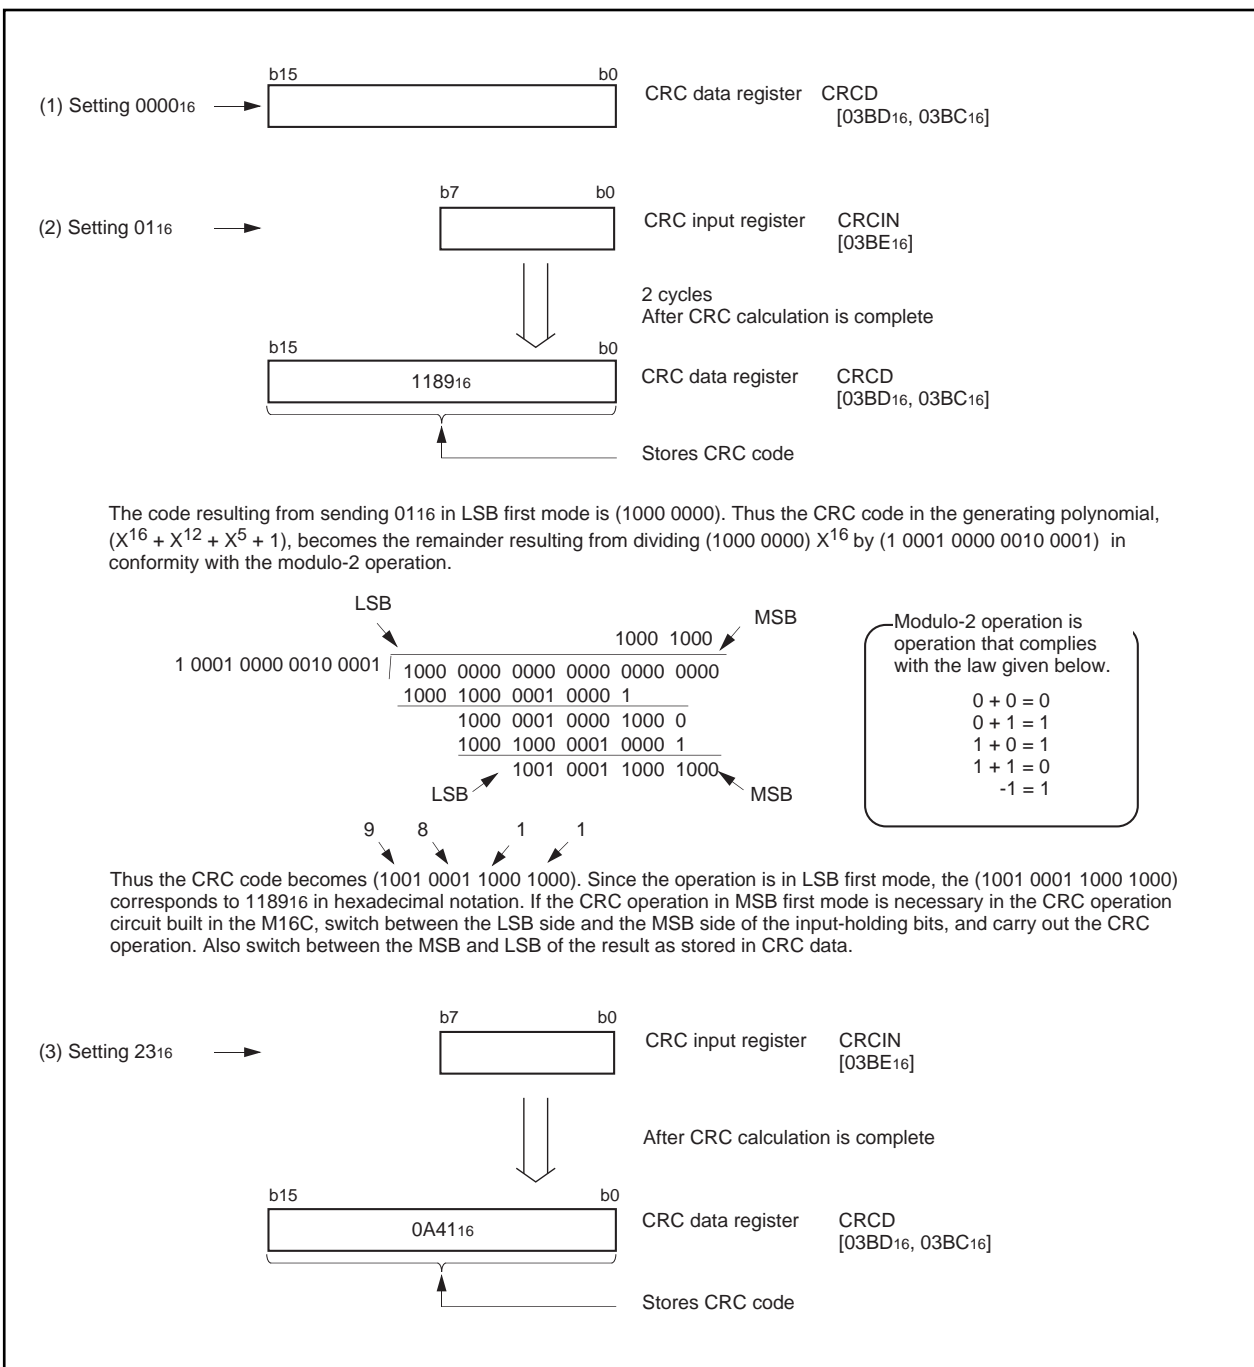 b15 b0
(1) Setting 0000₁₆
CRC data register CRCD
[03BD₁₆, 03BC₁₆]
b7 b0
(2) Setting 01₁₆
CRC input register CRCIN
[03BE₁₆]
2 cycles
After CRC calculation is complete
b15 b0
1189₁₆
CRC data register CRCD
[03BD₁₆, 03BC₁₆]
Stores CRC code
The code resulting from sending 01₁₆ in LSB first mode is (1000 0000). Thus the CRC code in the generating polynomial,
(X¹⁶ + X¹² + X⁵ + 1), becomes the remainder resulting from dividing (1000 0000) X¹⁶ by (1 0001 0000 0010 0001) in
conformity with the modulo-2 operation.
LSB
MSB
1000 1000
1 0001 0000 0010 0001
1000 0000 0000 0000 0000 0000
1000 1000 0001 0000 1
1000 0001 0000 1000 0
1000 1000 0001 0000 1
1001 0001 1000 1000
LSB
MSB
Modulo-2 operation is
operation that complies
with the law given below.
0 + 0 = 0
0 + 1 = 1
1 + 0 = 1
1 + 1 = 0
-1 = 1
9 8 1 1
Thus the CRC code becomes (1001 0001 1000 1000). Since the operation is in LSB first mode, the (1001 0001 1000 1000)
corresponds to 1189₁₆ in hexadecimal notation. If the CRC operation in MSB first mode is necessary in the CRC operation
circuit built in the M16C, switch between the LSB side and the MSB side of the input-holding bits, and carry out the CRC
operation. Also switch between the MSB and LSB of the result as stored in CRC data.
b7 b0
(3) Setting 23₁₆
CRC input register CRCIN
[03BE₁₆]
After CRC calculation is complete
b15 b0
0A41₁₆
CRC data register CRCD
[03BD₁₆, 03BC₁₆]
Stores CRC code